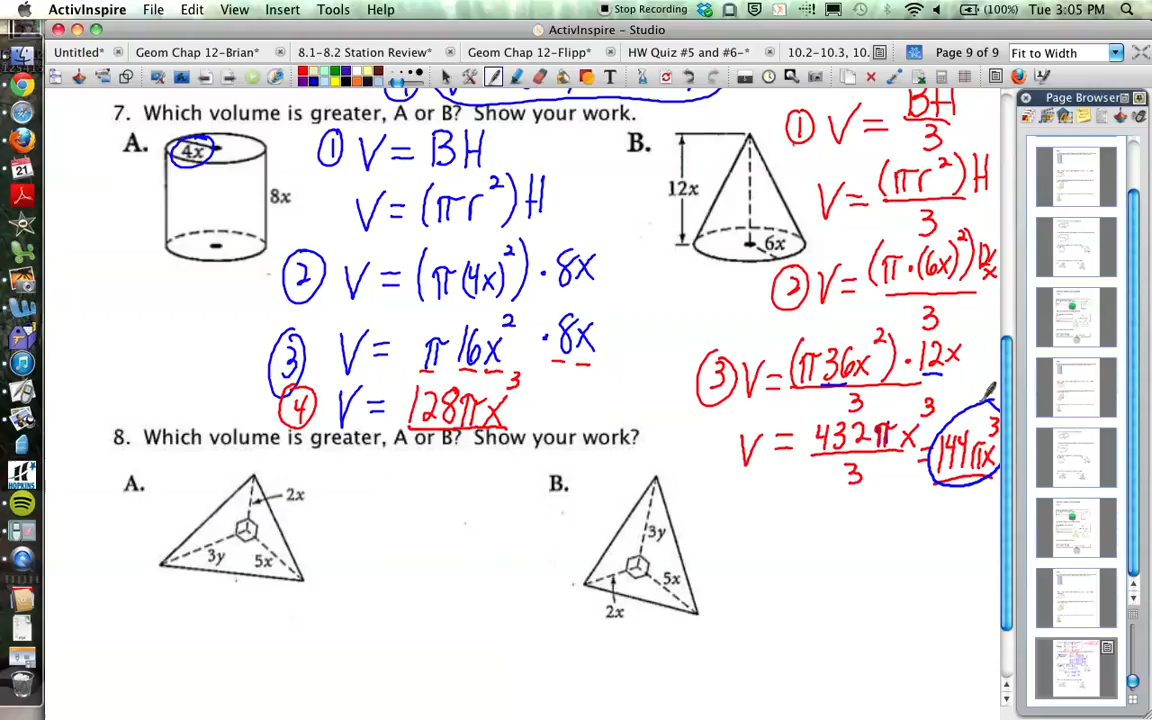 ActivInspire File Edit View Insert Tools Help Stop Recording (100%) Tue 3:05 PM
ActivInspire - Studio
Untitled* Geom Chap 12-Brian* 8.1-8.2 Station Review* Geom Chap 12-Flipp* HW Quiz #5 and #6-* 10.2-10.3, 10. Page 9 of 9 Fit to Width
Page Browser
7. Which volume is greater, A or B? Show your work.
A.
4x
8x
① V = BH
V = (πr²) H
② V = (π(4x)²) · 8x
③ V = π 16x² · 8x
④ V = 128πx³
B.
12x
6x
① V = BH/3
V = (πr²) H/3
② V = (π·(6x)²) 12x/3
③ V = (π36x²) · 12x/3
V = 432πx³/3 = 144πx³
8. Which volume is greater, A or B? Show your work?
A.
2x
3y
5x
B.
3y
5x
2x
21